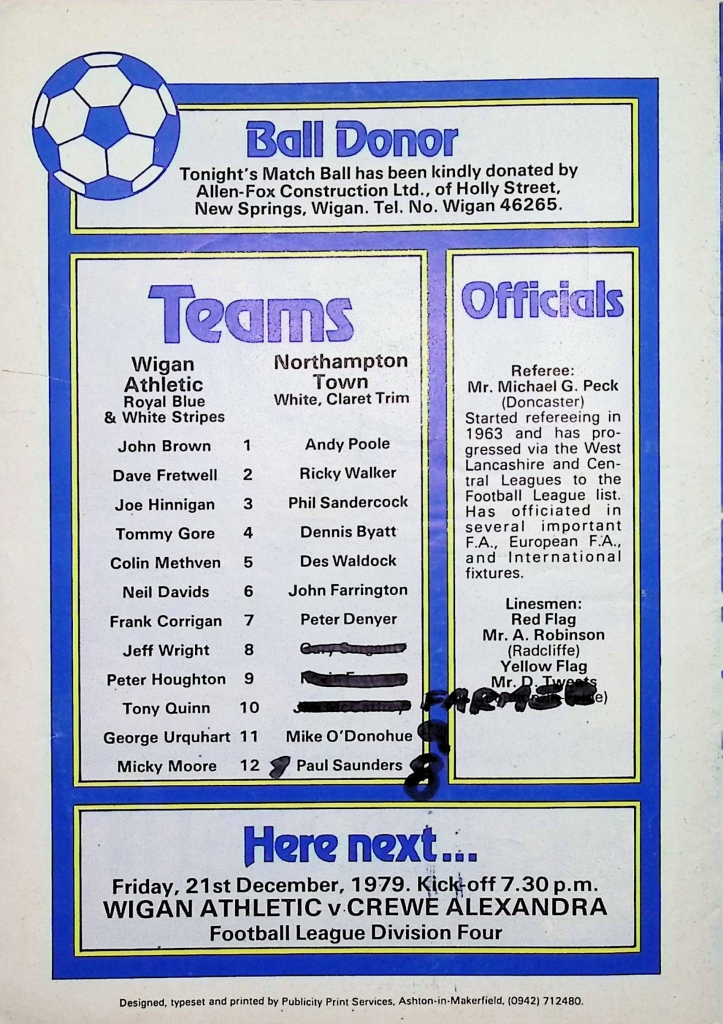 Ball Donor
Tonight's Match Ball has been kindly donated by
Allen-Fox Construction Ltd., of Holly Street,
New Springs, Wigan. Tel. No. Wigan 46265.
Teams
Wigan
Athletic
Royal Blue
& White Stripes
Northampton
Town
White, Claret Trim
John Brown 1 Andy Poole
Dave Fretwell 2 Ricky Walker
Joe Hinnigan 3 Phil Sandercock
Tommy Gore 4 Dennis Byatt
Colin Methven 5 Des Waldock
Neil Davids 6 John Farrington
Frank Corrigan 7 Peter Denyer
Jeff Wright 8
Peter Houghton 9
Tony Quinn 10 FARMER
George Urquhart 11 Mike O'Donohue 9
Micky Moore 12 Paul Saunders 8
Officials
Referee:
Mr. Michael G. Peck
(Doncaster)
Started refereeing in
1963 and has pro-
gressed via the West
Lancashire and Cen-
tral Leagues to the
Football League list.
Has officiated in
several important
F.A., European F.A.,
and International
fixtures.
Linesmen:
Red Flag
Mr. A. Robinson
(Radcliffe)
Yellow Flag
Mr. D. Tweats
Here next...
Friday, 21st December, 1979. Kick-off 7.30 p.m.
WIGAN ATHLETIC v CREWE ALEXANDRA
Football League Division Four
Designed, typeset and printed by Publicity Print Services, Ashton-in-Makerfield, (0942) 712480.